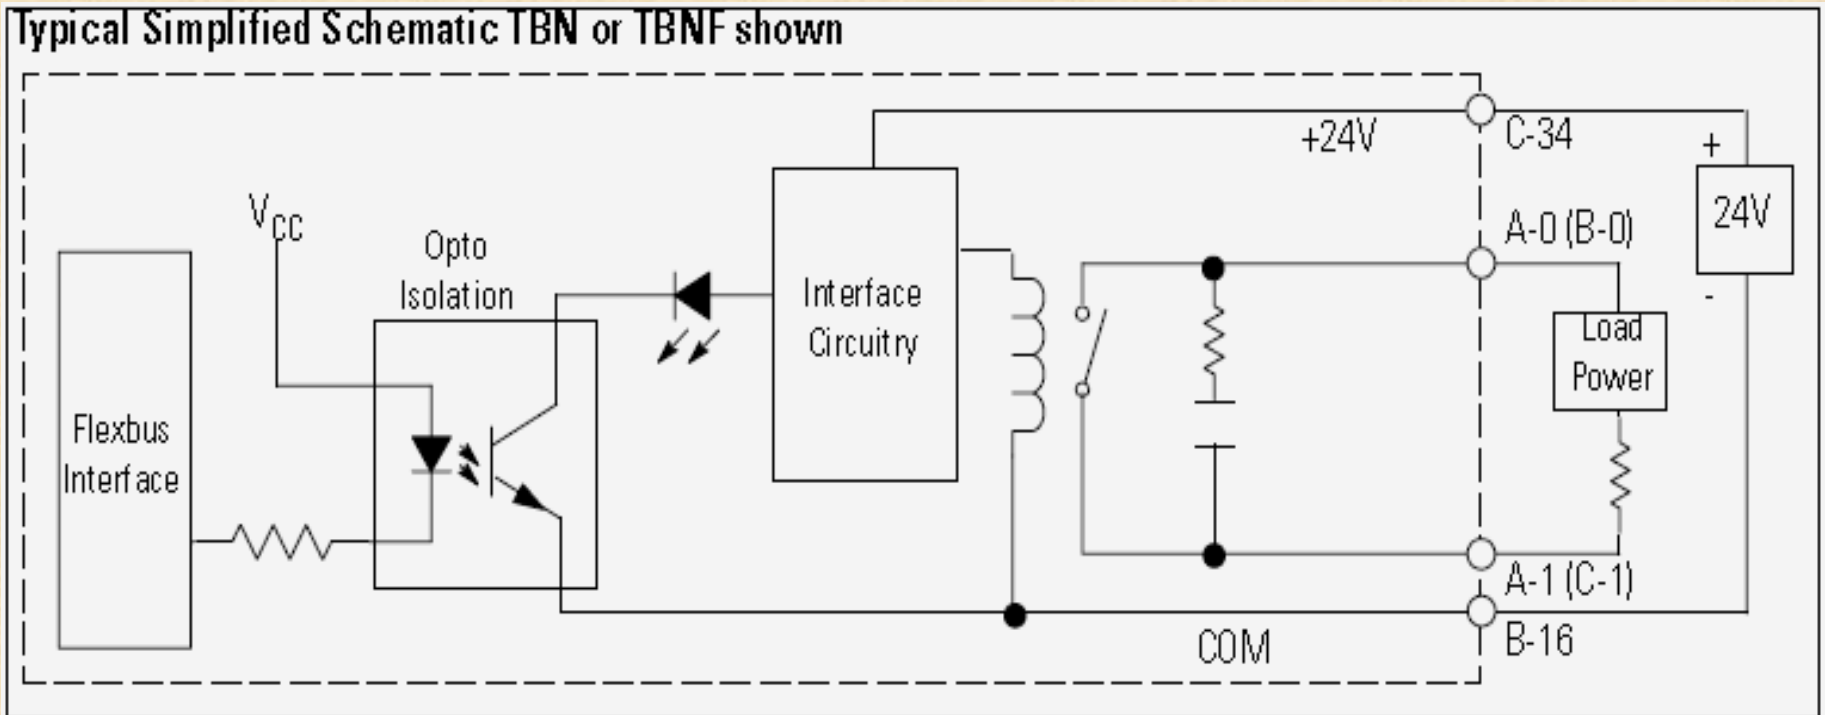 Typical Simplified Schematic TBN or TBNF shown
+24V
C-34
+
24V
-
A-0 (B-0)
VCC
Opto
Isolation
Interface
Circuitry
Load
Power
Flexbus
Interface
A-1 (C-1)
COM
B-16